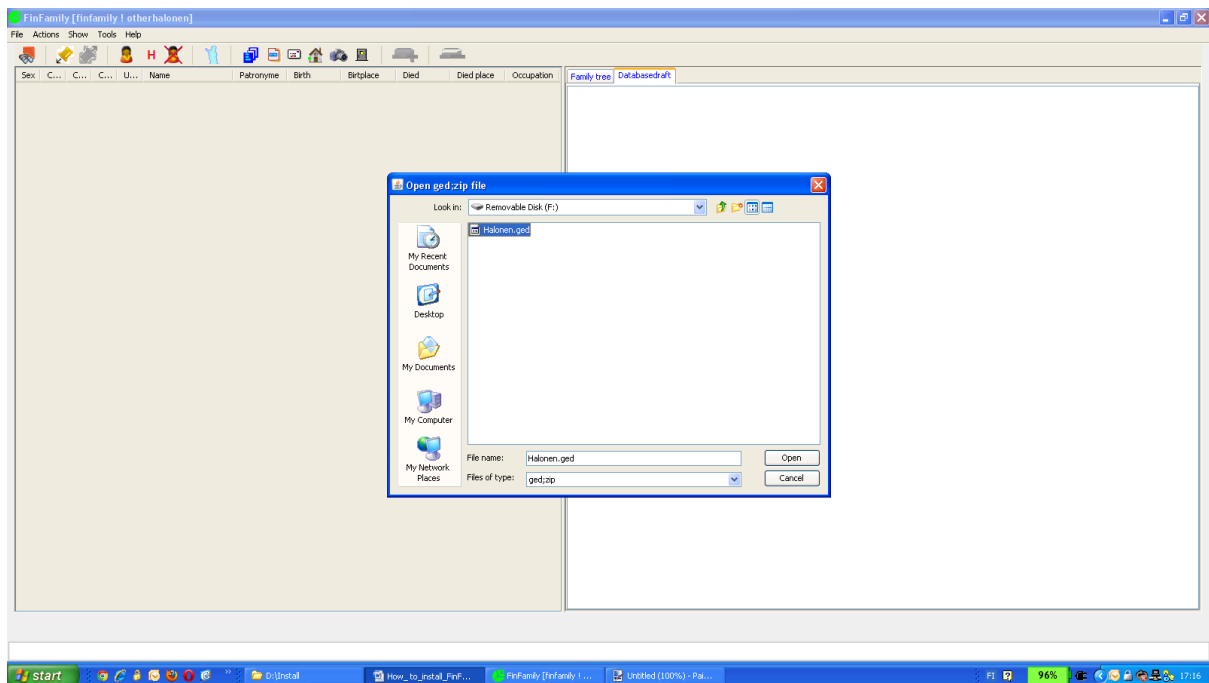 FinFamily [finfamily ! otherhalonen]
File Actions Show Tools Help
H
Sex C... C... C... U... Name Patronyme Birth Birtplace Died Died place Occupation
Family tree Databasedraft
Open ged;zip file
Look in: Removable Disk (F:)
Halonen.ged
My Recent
Documents
Desktop
My Documents
My Computer
My Network
Places
File name: Halonen.ged Open
Files of type: ged;zip Cancel
start D:\Install How_to_install_FinF... FinFamily [finfamily ! ... Untitled (100%) - Pai... FI 96% 17:16